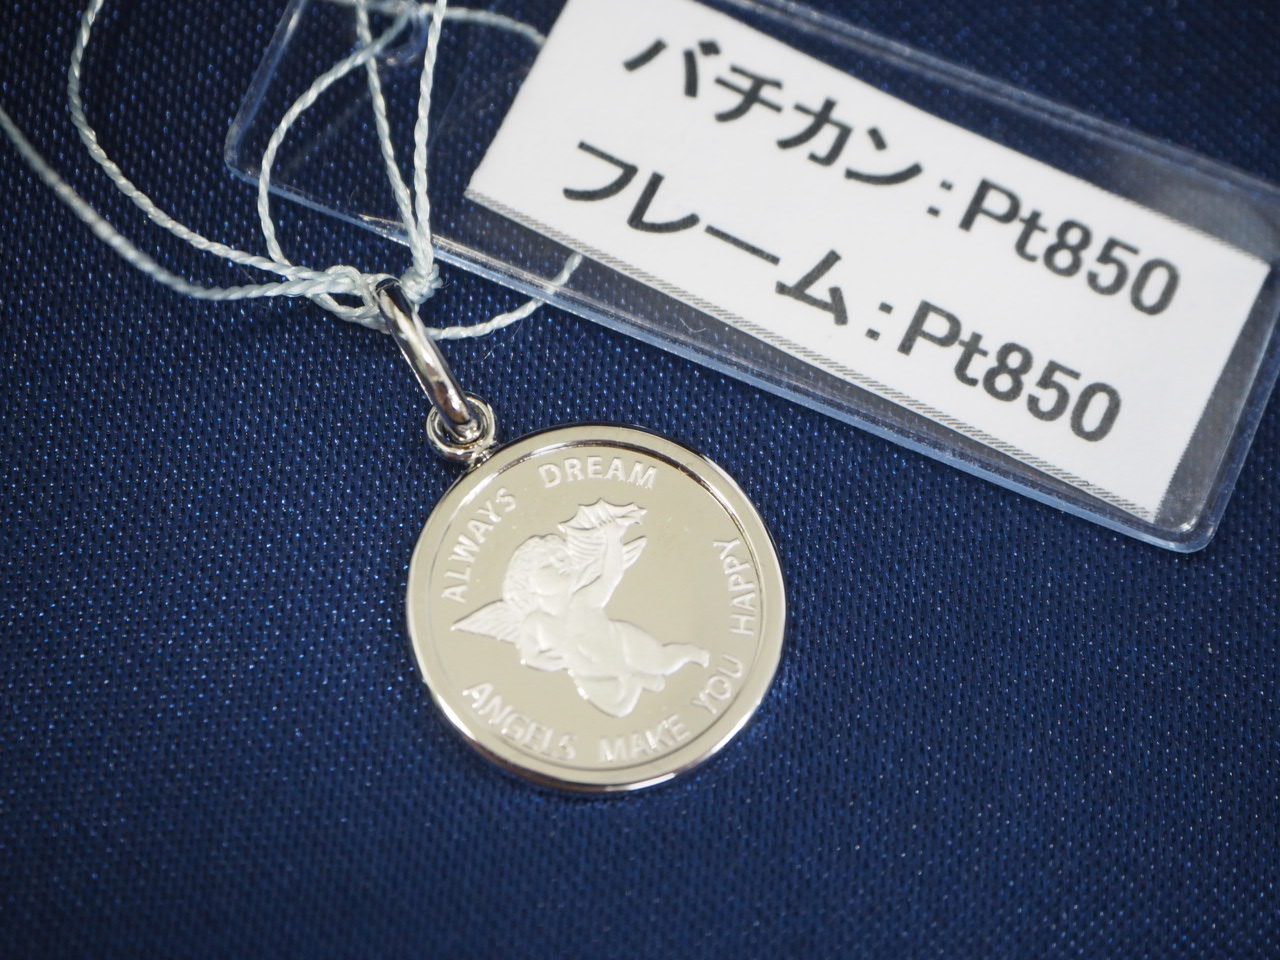 バチカン:Pt850
フレーム:Pt850
ALWAYS DREAM
ANGELS MAKE YOU HAPPY